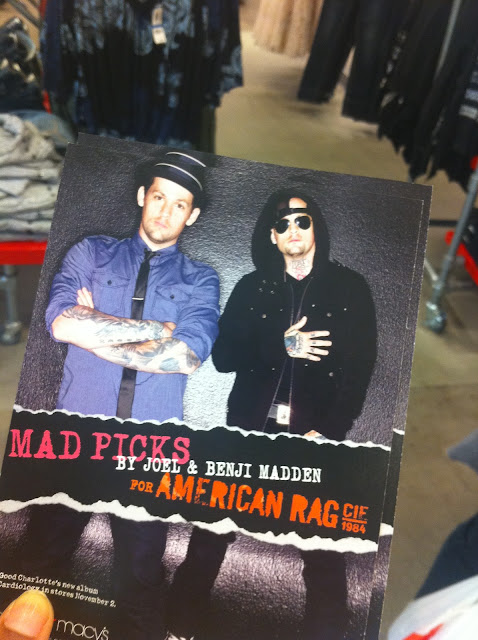 MAD PICKS
BY JOEL & BENJI MADDEN
FOR AMERICAN RAG CIE
1984
Good Charlotte's new album
Cardiology in stores November 2.
macy's